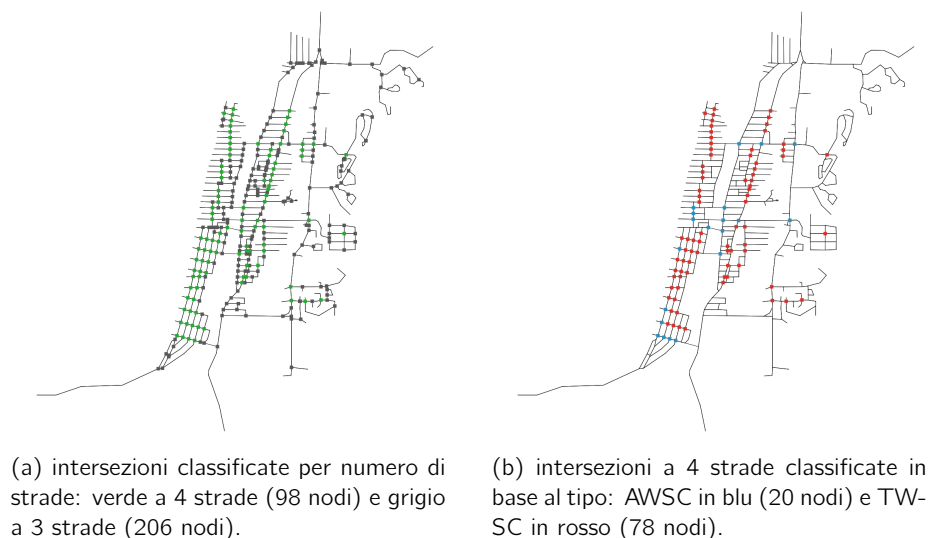 (a) intersezioni classificate per numero di
strade: verde a 4 strade (98 nodi) e grigio
a 3 strade (206 nodi).
(b) intersezioni a 4 strade classificate in
base al tipo: AWSC in blu (20 nodi) e TW-
SC in rosso (78 nodi).